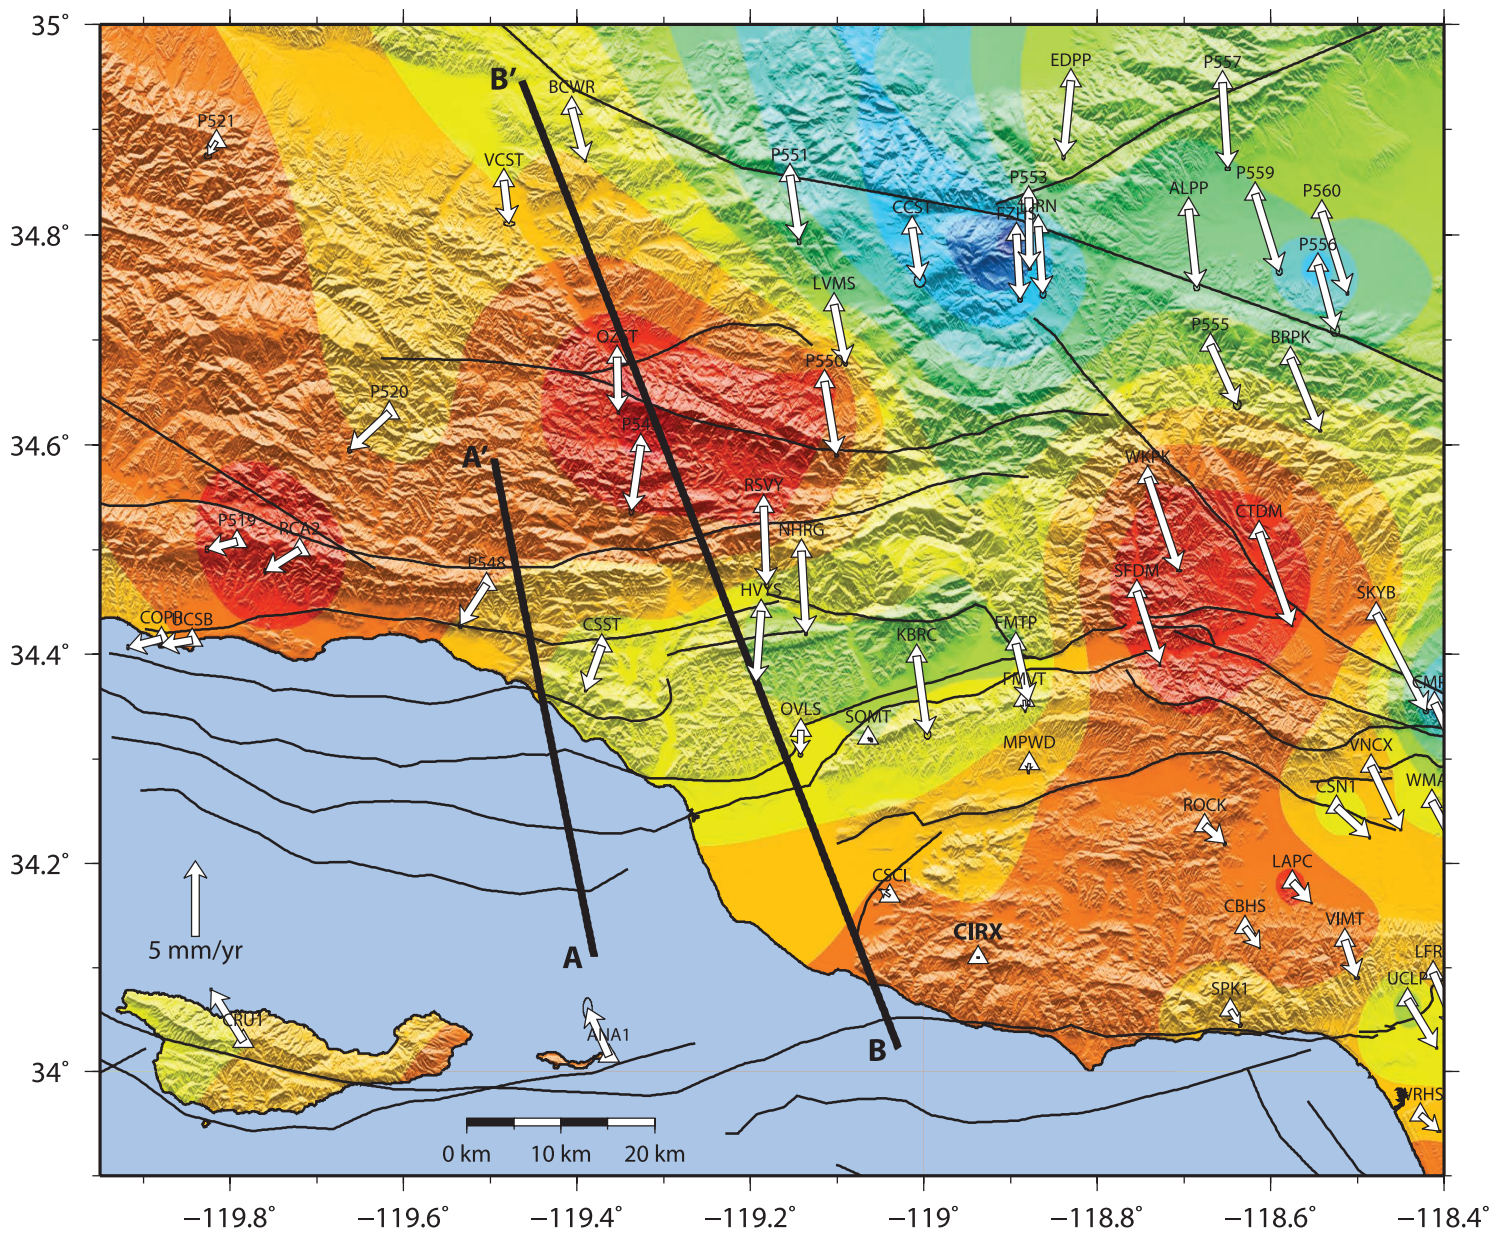 35°
34.8°
34.6°
34.4°
34.2°
34°
B′
BCWR
EDPP
P557
P521
VCST
P551
P553
P559
ALPP
P560
CCST
P556
LVMS
P555
BRPK
OZST
P550
P520
A′
WKPK
RSVY
CTDM
P519
RCA2
NHRG
P548
SFDM
HVYS
SKYB
COPR
UCSB
CSST
KBRC
FMTP
FMVT
OVLS
SOMT
MPWD
VNCX
CSN1
ROCK
LAPC
CSCI
CBHS
VIMT
CIRX
5 mm/yr
A
SPK1
UCLP
CRU1
ANA1
B
0 km 10 km 20 km
−119.8° −119.6° −119.4° −119.2° −119° −118.8° −118.6° −118.4°